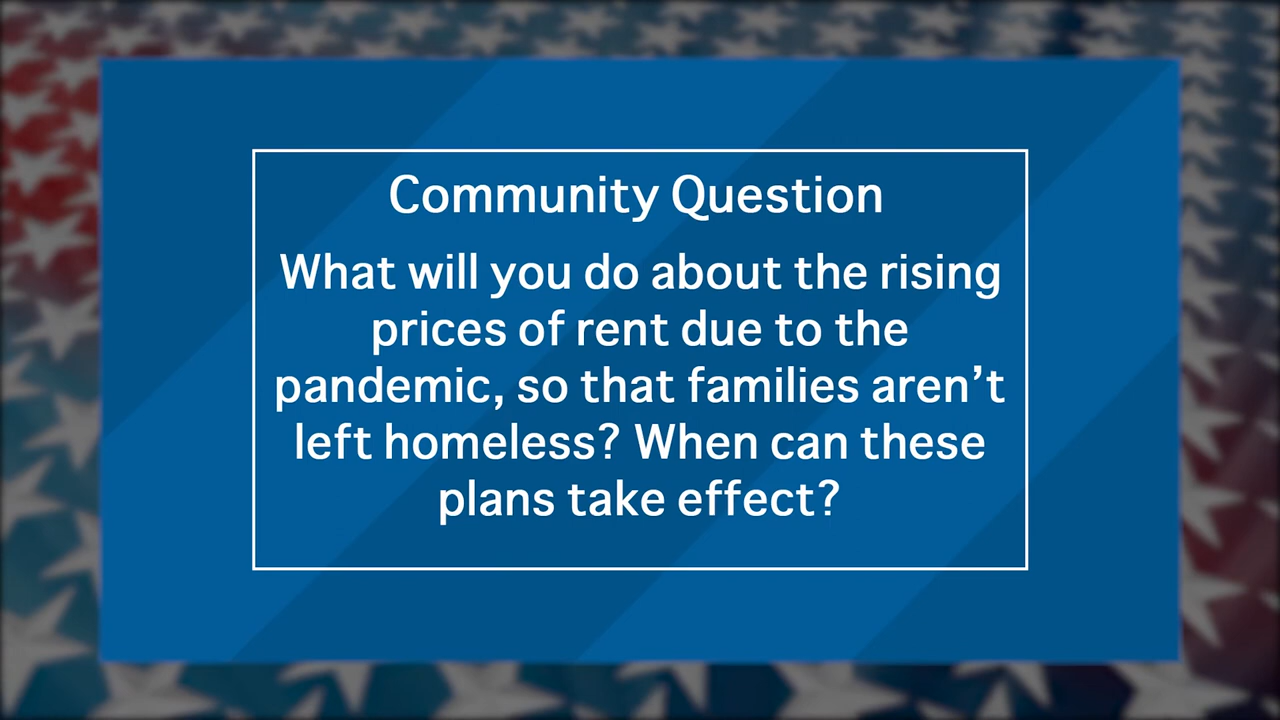 Community Question
What will you do about the rising
prices of rent due to the
pandemic, so that families aren’t
left homeless? When can these
plans take effect?